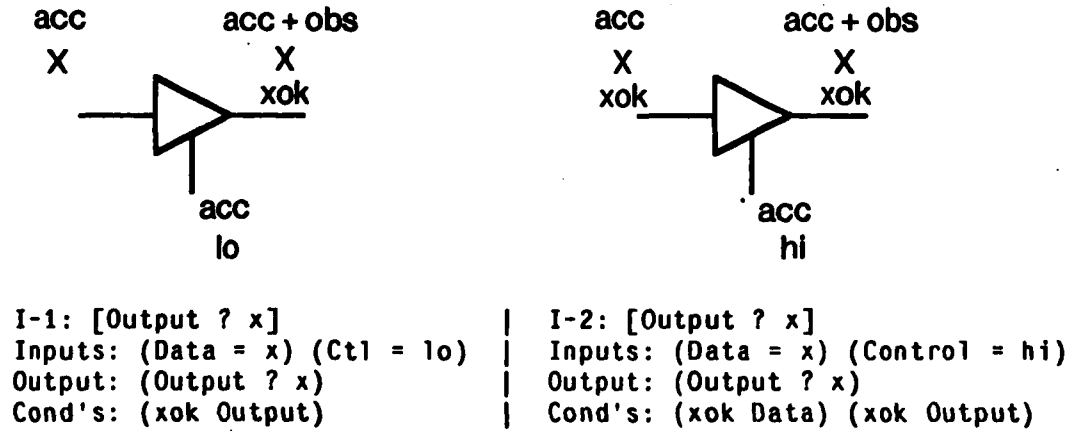 acc acc + obs
X X
xok
acc
lo
acc acc + obs
X X
xok xok
acc
hi
I-1: [Output ? x] | I-2: [Output ? x]
Inputs: (Data = x) (Ctl = lo) | Inputs: (Data = x) (Control = hi)
Output: (Output ? x) | Output: (Output ? x)
Cond's: (xok Output) | Cond's: (xok Data) (xok Output)